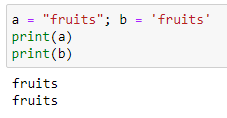 a = "fruits"; b = 'fruits'
print(a)
print(b)
fruits
fruits